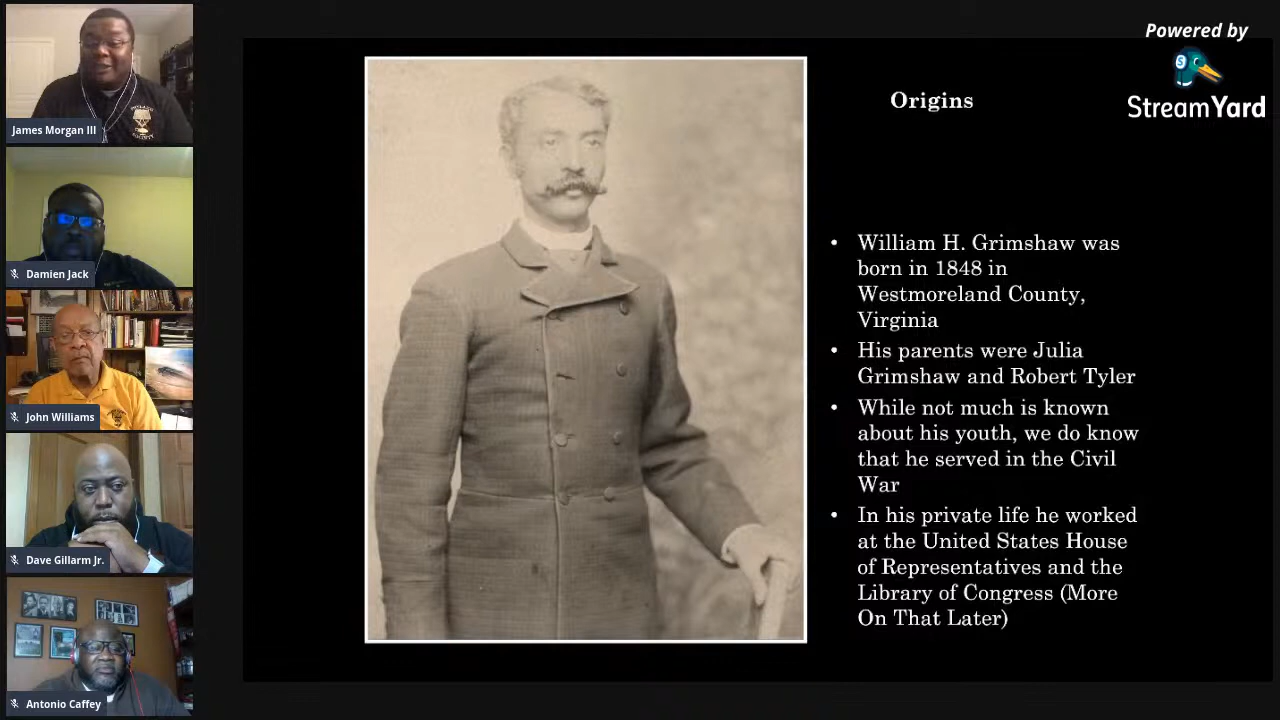 Powered by
StreamYard
James Morgan III
Damien Jack
John Williams
Dave Gillarm Jr.
Antonio Caffey
Origins
• William H. Grimshaw was
born in 1848 in
Westmoreland County,
Virginia
• His parents were Julia
Grimshaw and Robert Tyler
• While not much is known
about his youth, we do know
that he served in the Civil
War
• In his private life he worked
at the United States House
of Representatives and the
Library of Congress (More
On That Later)